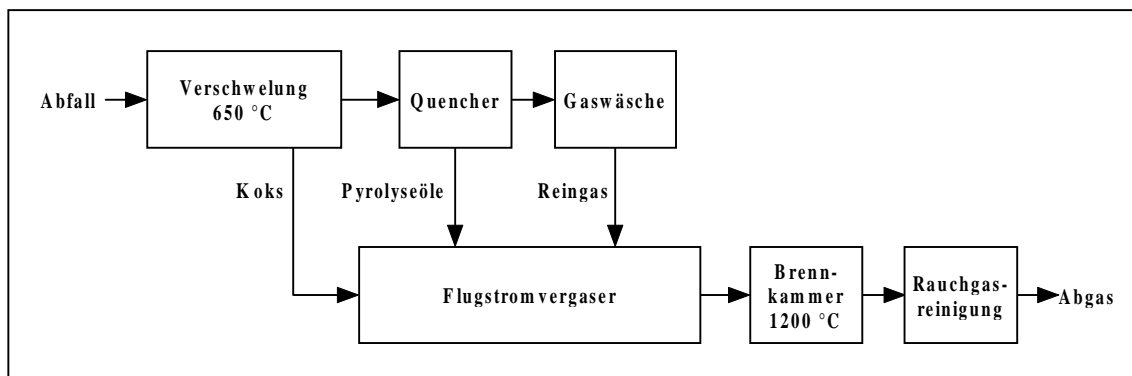 Abfall
Verschwelung
650 °C
Quencher
Gaswäsche
Koks
Pyrolyseöle
Reingas
Flugstromvergaser
Brenn-
kammer
1200 °C
Rauchgas-
reinigung
Abgas